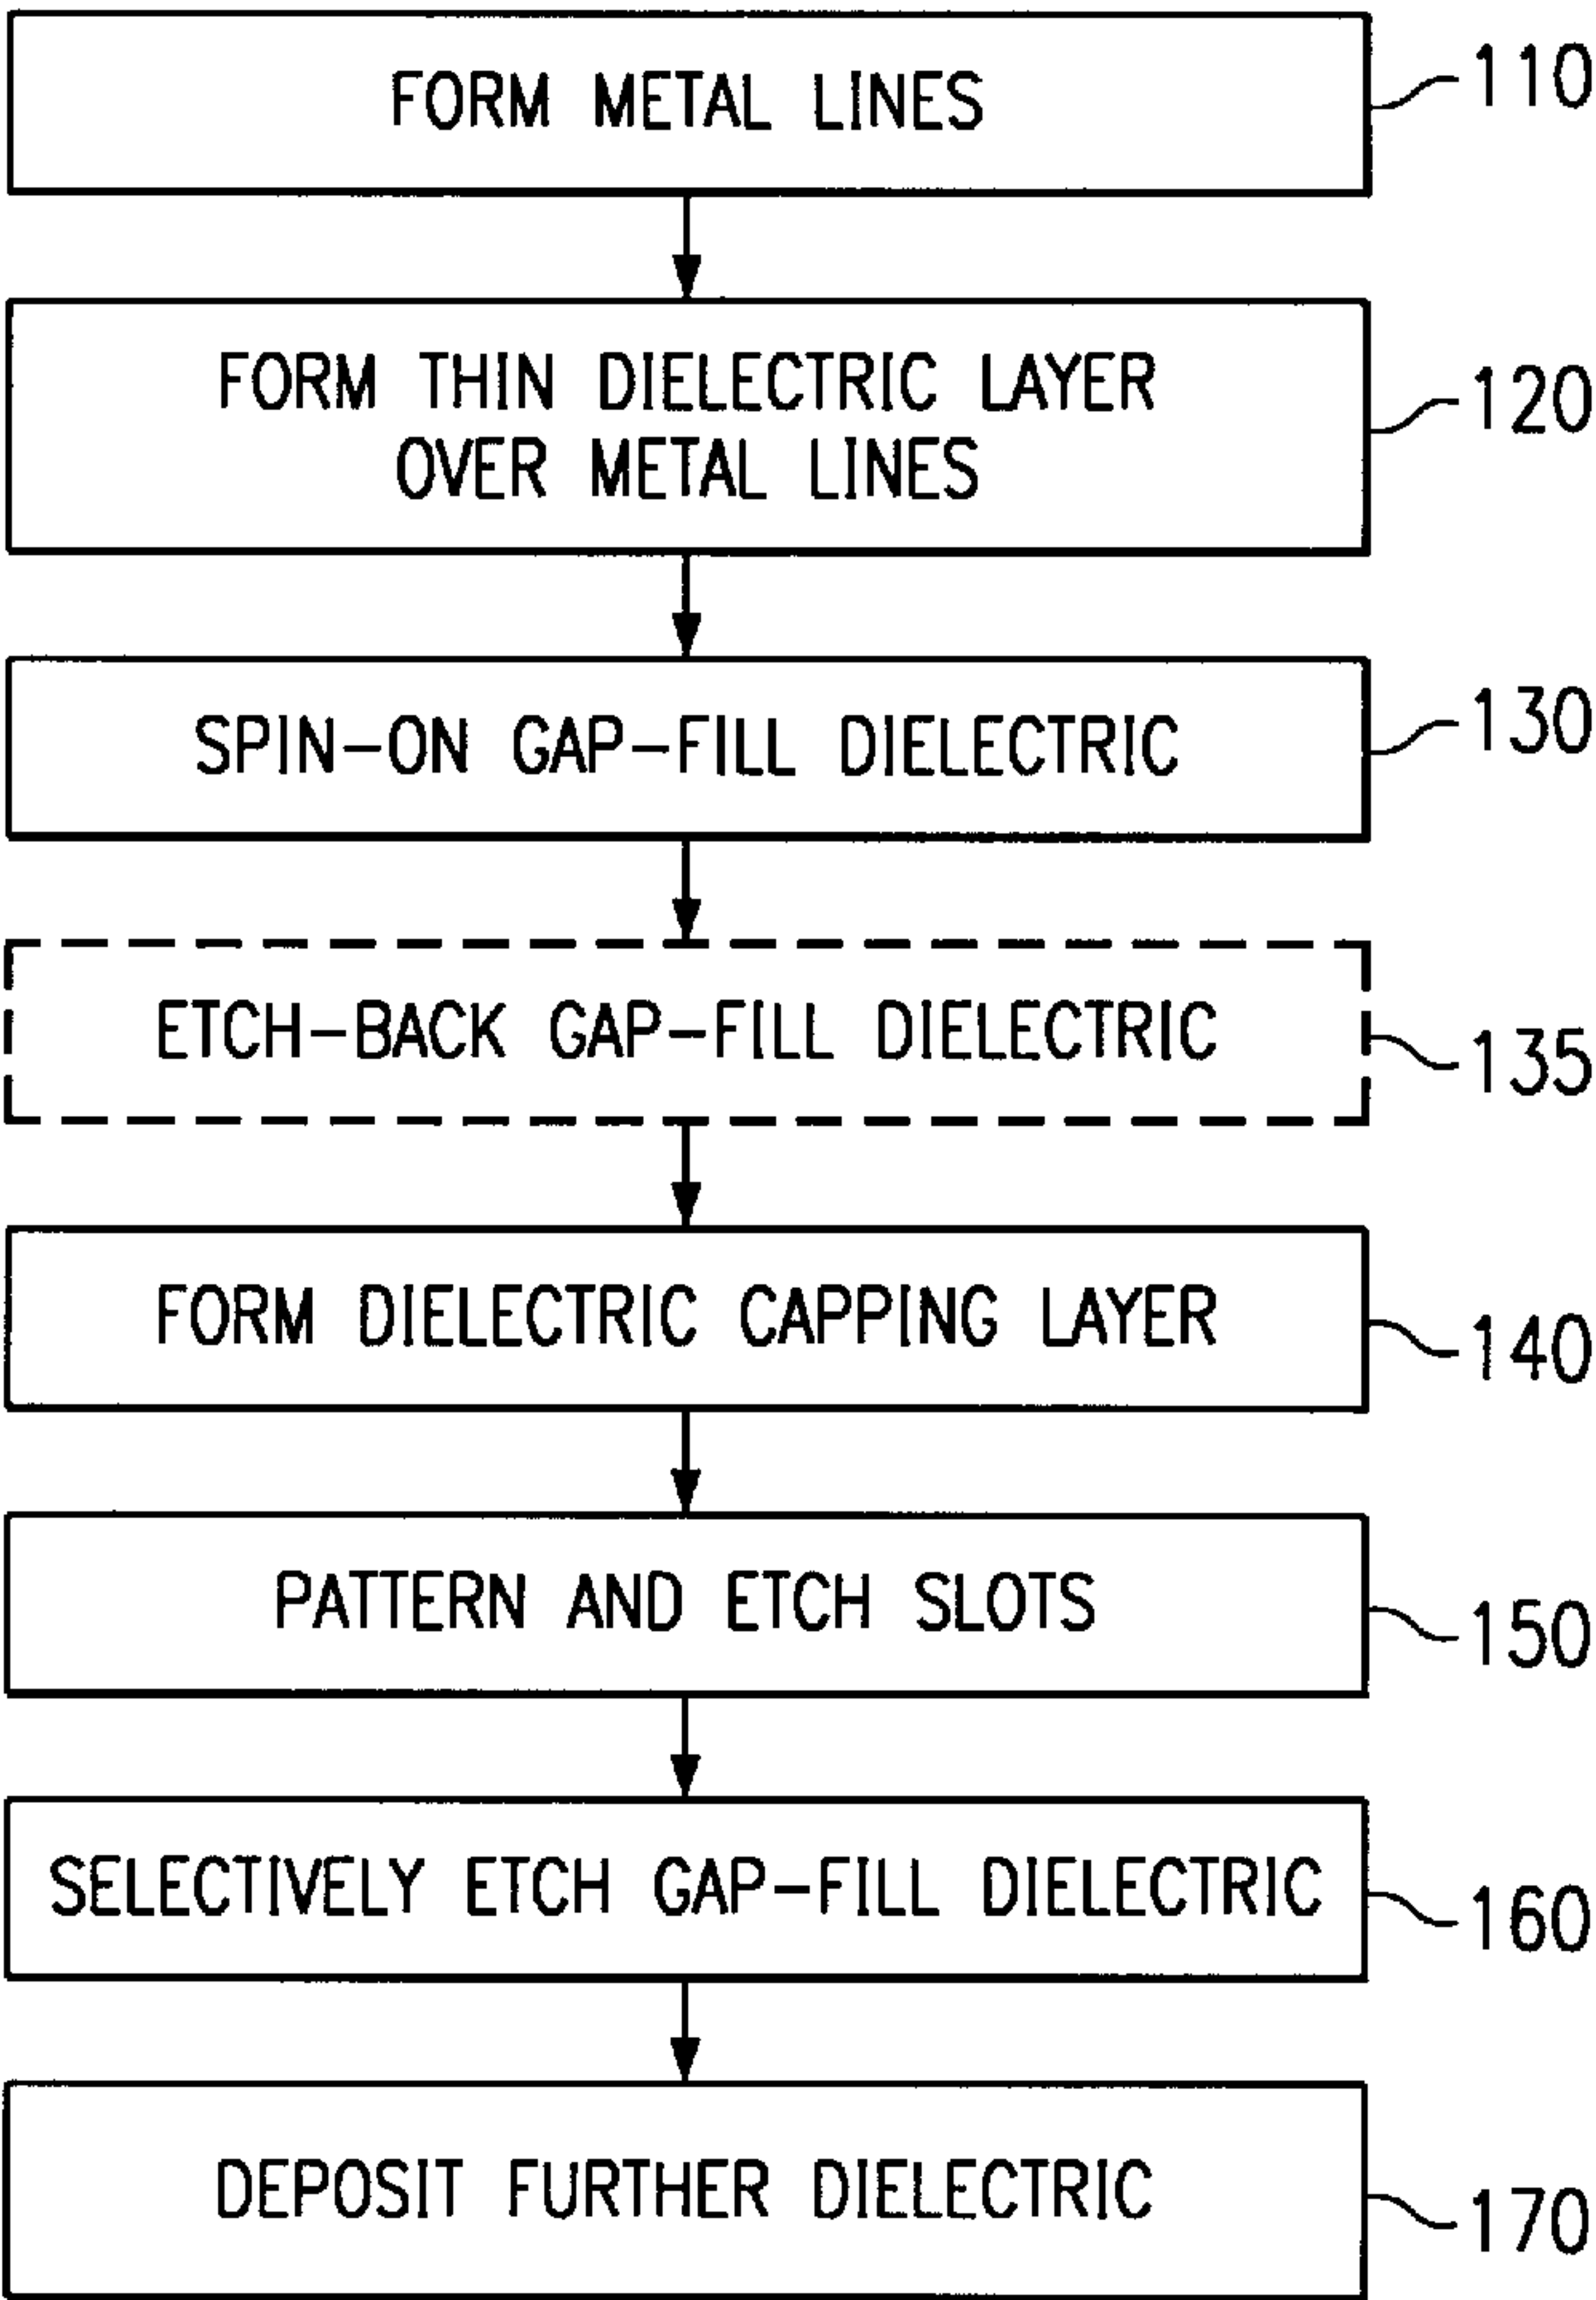 FORM METAL LINES
110
FORM THIN DIELECTRIC LAYER
OVER METAL LINES
120
SPIN-ON GAP-FILL DIELECTRIC
130
ETCH-BACK GAP-FILL DIELECTRIC
135
FORM DIELECTRIC CAPPING LAYER
140
PATTERN AND ETCH SLOTS
150
SELECTIVELY ETCH GAP-FILL DIELECTRIC
160
DEPOSIT FURTHER DIELECTRIC
170